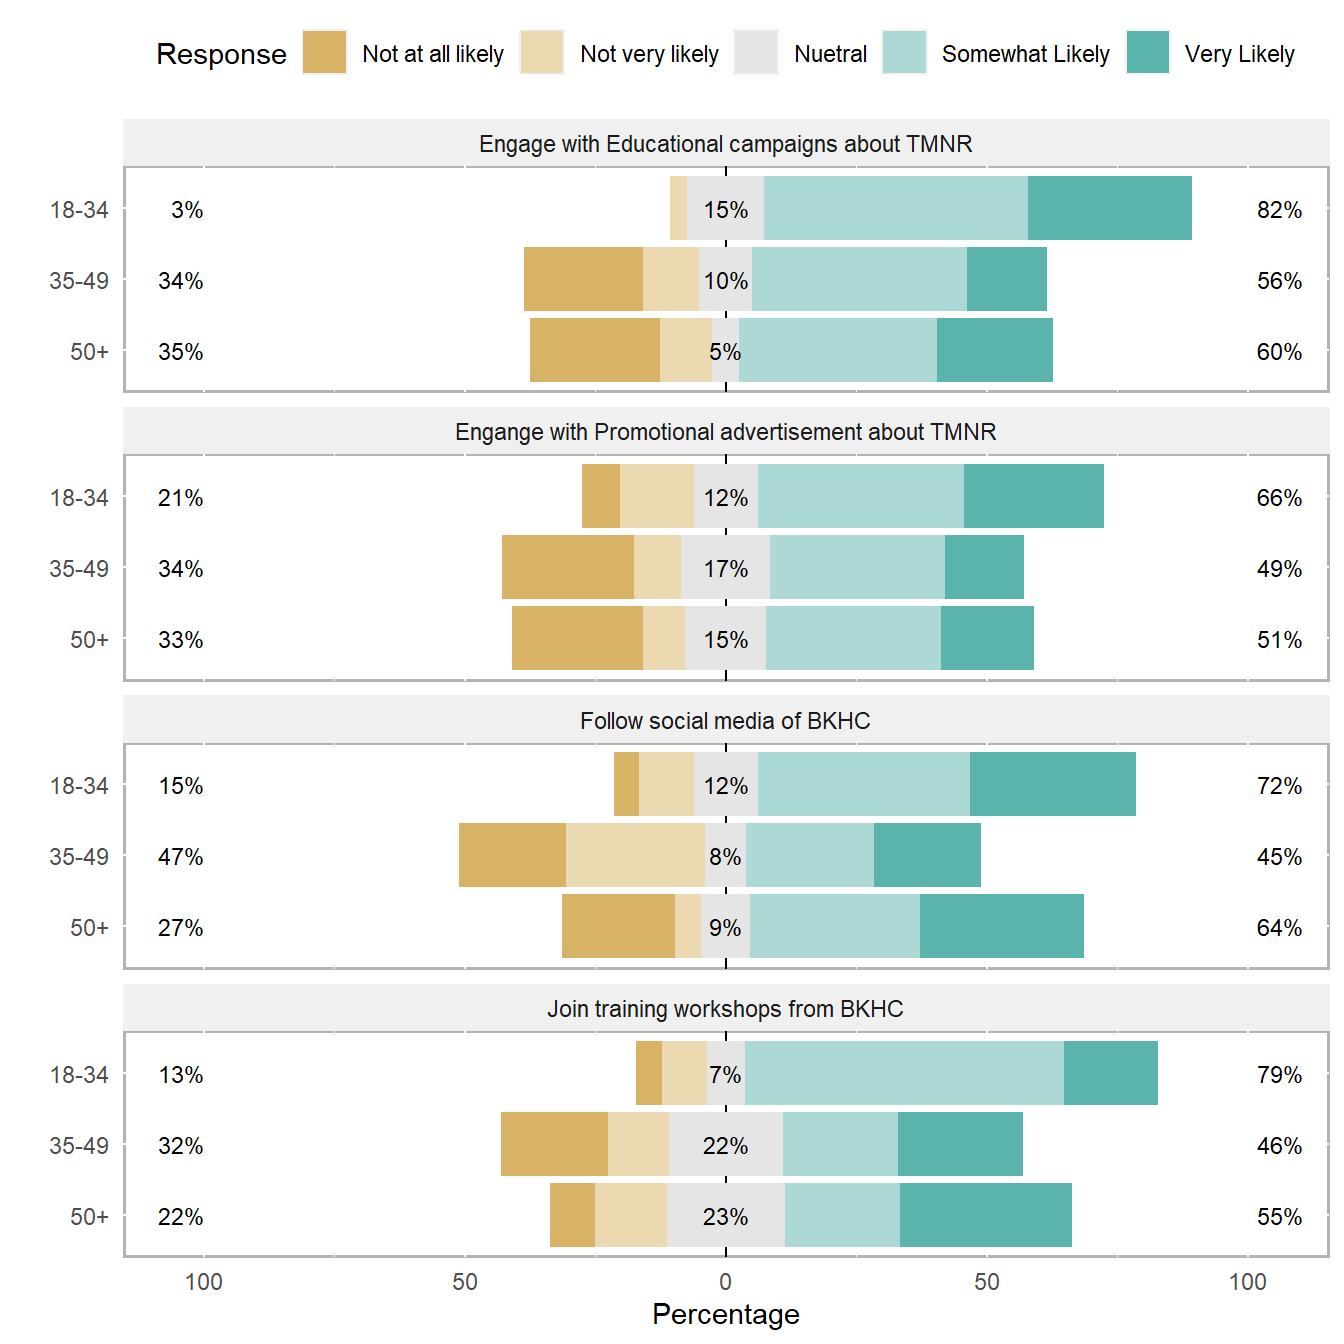 Response Not at all likely Not very likely Nuetral Somewhat Likely Very Likely
Engage with Educational campaigns about TMNR
18-34 3% 15% 82%
35-49 34% 10% 56%
50+ 35% 5% 60%
Engange with Promotional advertisement about TMNR
18-34 21% 12% 66%
35-49 34% 17% 49%
50+ 33% 15% 51%
Follow social media of BKHC
18-34 15% 12% 72%
35-49 47% 8% 45%
50+ 27% 9% 64%
Join training workshops from BKHC
18-34 13% 7% 79%
35-49 32% 22% 46%
50+ 22% 23% 55%
100 50 0 50 100
Percentage